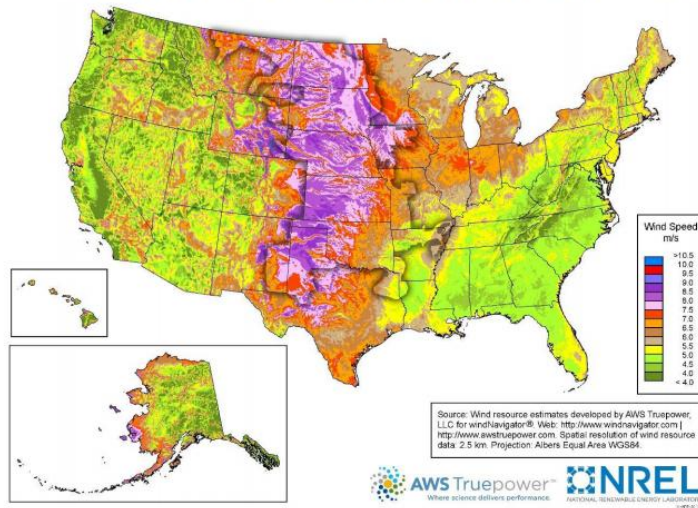 Wind Speed
m/s
>10.5
10.0
9.5
9.0
8.5
8.0
7.5
7.0
6.5
6.0
5.5
5.0
4.5
4.0
< 4.0
Source: Wind resource estimates developed by AWS Truepower,
LLC for windNavigator® Web: http://www.windnavigator.com |
http://www.awstruepower.com. Spatial resolution of wind resource
data: 2.5 km. Projection: Albers Equal Area WGS84.
AWS Truepower™
Where science delivers performance.
NREL
NATIONAL RENEWABLE ENERGY LABORATORY